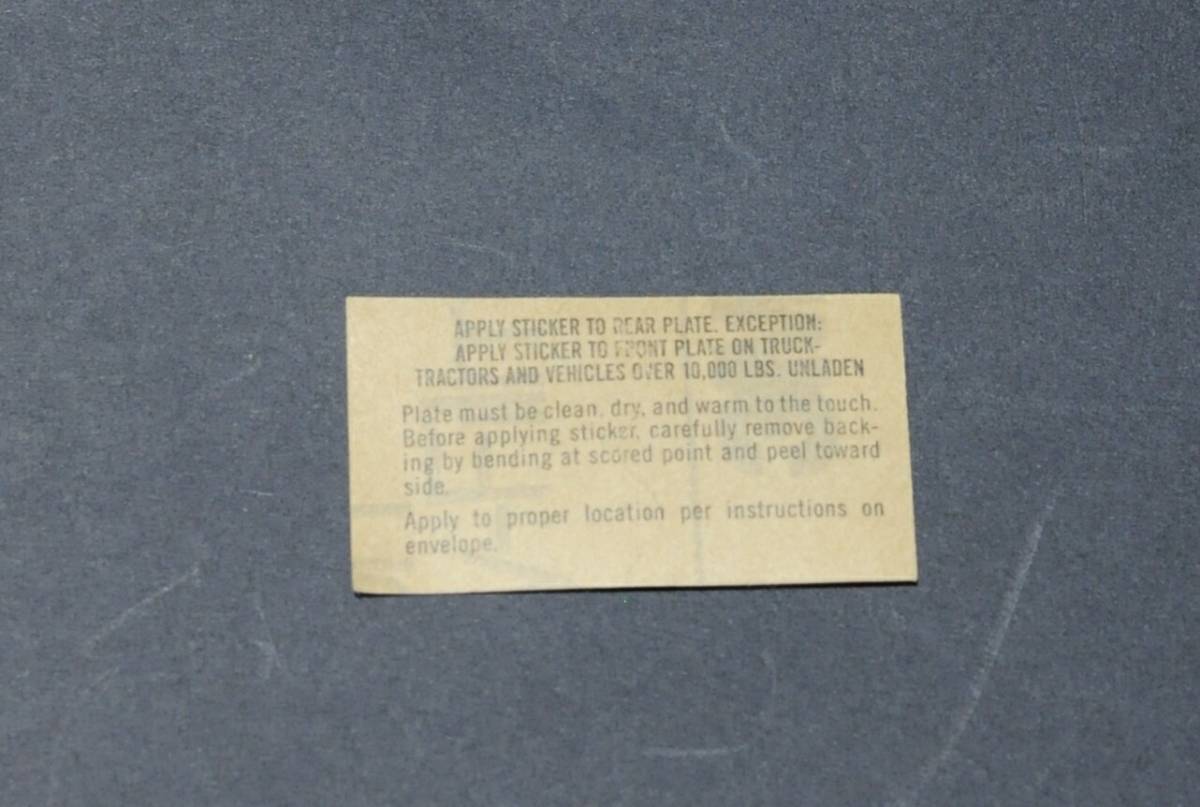 APPLY STICKER TO REAR PLATE. EXCEPTION:
APPLY STICKER TO FRONT PLATE ON TRUCK-
TRACTORS AND VEHICLES OVER 10,000 LBS. UNLADEN
Plate must be clean, dry, and warm to the touch.
Before applying sticker, carefully remove back-
ing by bending at scored point and peel toward
side.
Apply to proper location per instructions on
envelope.